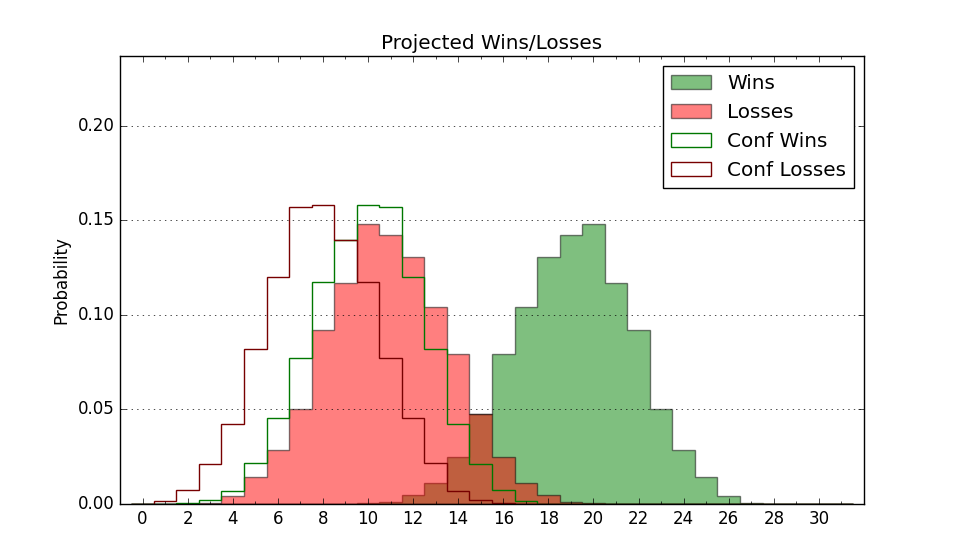 Projected Wins/Losses
Wins
Losses
Conf Wins
Conf Losses
Probability
0.20
0.15
0.10
0.05
0.00
0 2 4 6 8 10 12 14 16 18 20 22 24 26 28 30